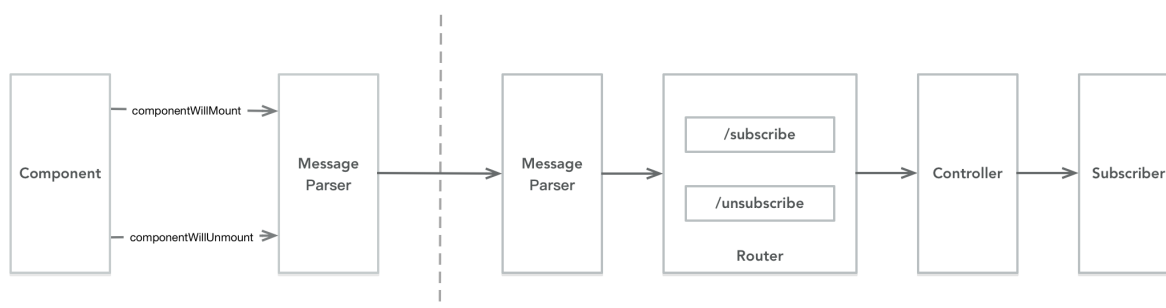 Component
componentWillMount
componentWillUnmount
Message
Parser
Message
Parser
/subscribe
/unsubscribe
Router
Controller
Subscriber